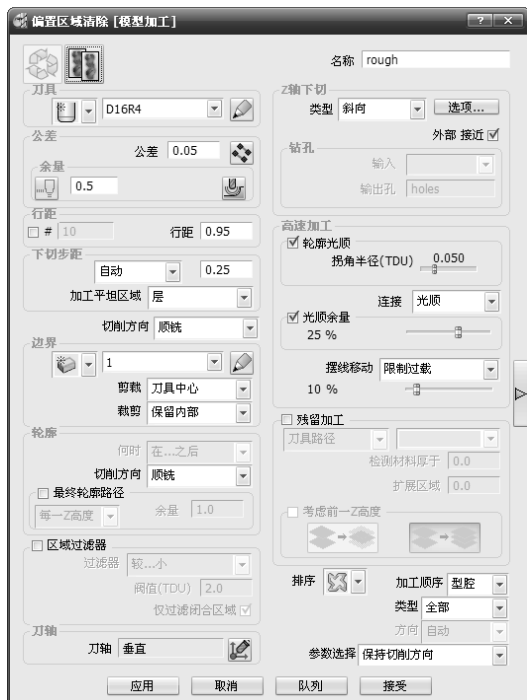 偏置区域清除 [模型加工]
名称 rough
刀具
D16R4
公差
公差 0.05
余量
0.5
行距
# 10 行距 0.95
下切步距
自动 0.25
加工平坦区域 层
切削方向 顺铣
边界
1
剪裁 刀具中心
裁剪 保留内部
轮廓
何时 在...之后
切削方向 顺铣
最终轮廓路径
每一Z高度 余量 1.0
区域过滤器
过滤器 较...小
阀值(TDU) 2.0
仅过滤闭合区域
刀轴
刀轴 垂直
Z轴下切
类型 斜向 选项...
外部 接近
钻孔
输入
输出孔 holes
高速加工
轮廓光顺
拐角半径(TDU) 0.050
连接 光顺
光顺余量
25 %
摆线移动 限制过载
10 %
残留加工
刀具路径
检测材料厚于 0.0
扩展区域 0.0
考虑前一Z高度
排序 加工顺序 型腔
类型 全部
方向 自动
参数选择 保持切削方向
应用 取消 队列 接受